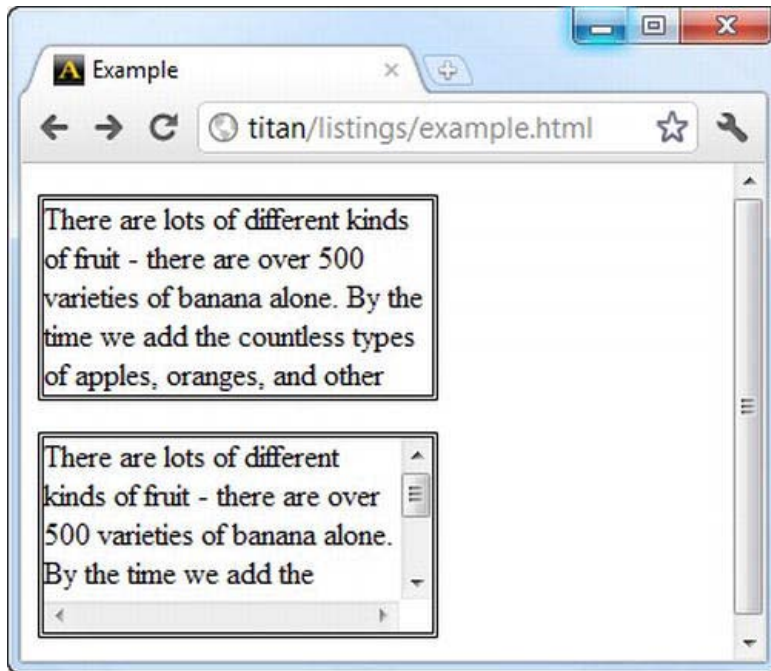 Example
titan/listings/example.html
There are lots of different kinds
of fruit - there are over 500
varieties of banana alone. By the
time we add the countless types
of apples, oranges, and other
There are lots of different
kinds of fruit - there are over
500 varieties of banana alone.
By the time we add the